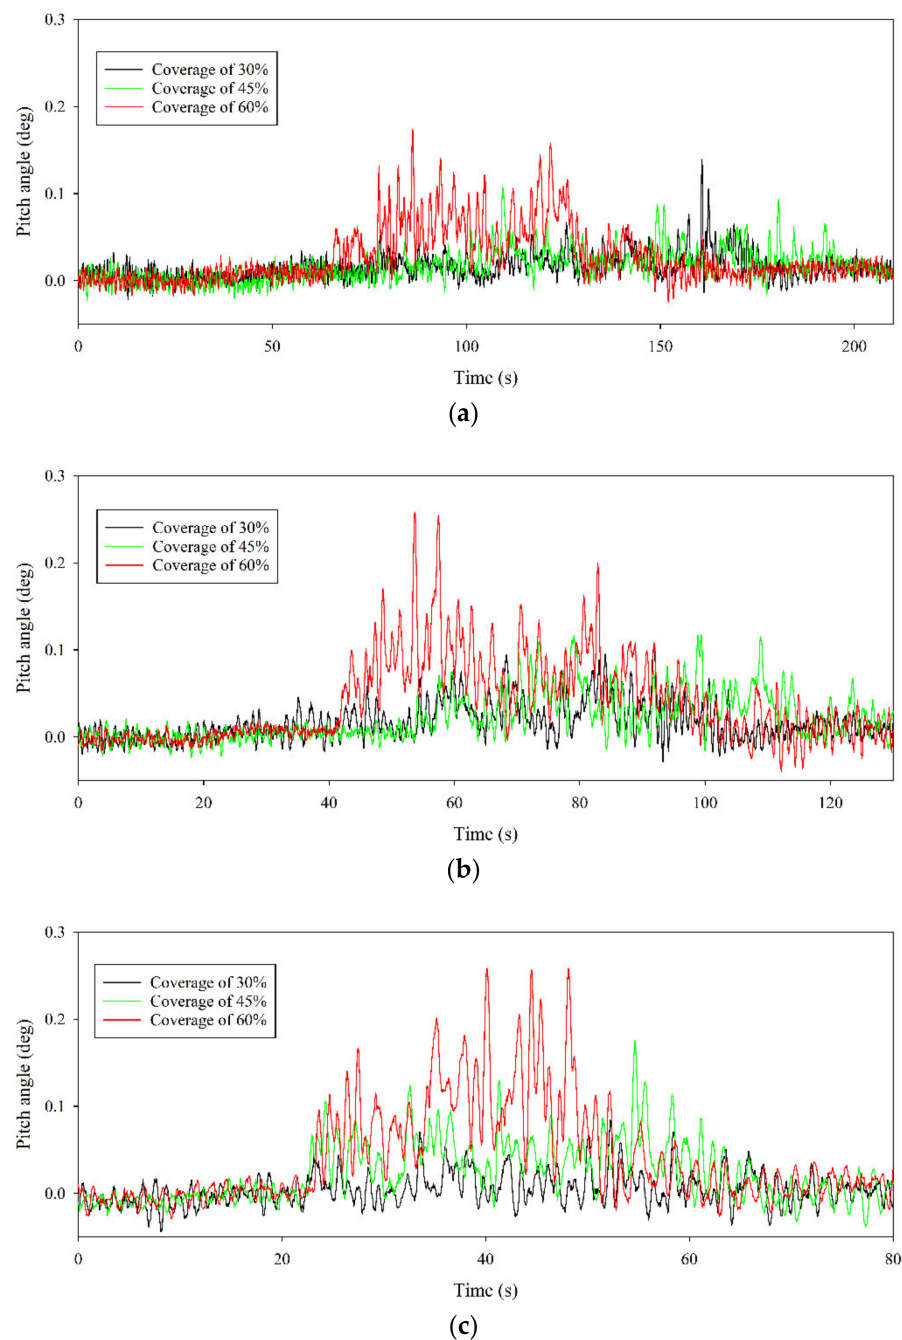 0.3
Coverage of 30%
Coverage of 45%
Coverage of 60%
0.2
0.1
0.0
Pitch angle (deg)
0 50 100 150 200
Time (s)
(a)
0.3
Coverage of 30%
Coverage of 45%
Coverage of 60%
0.2
0.1
0.0
Pitch angle (deg)
0 20 40 60 80 100 120
Time (s)
(b)
0.3
Coverage of 30%
Coverage of 45%
Coverage of 60%
0.2
0.1
0.0
Pitch angle (deg)
0 20 40 60 80
Time (s)
(c)